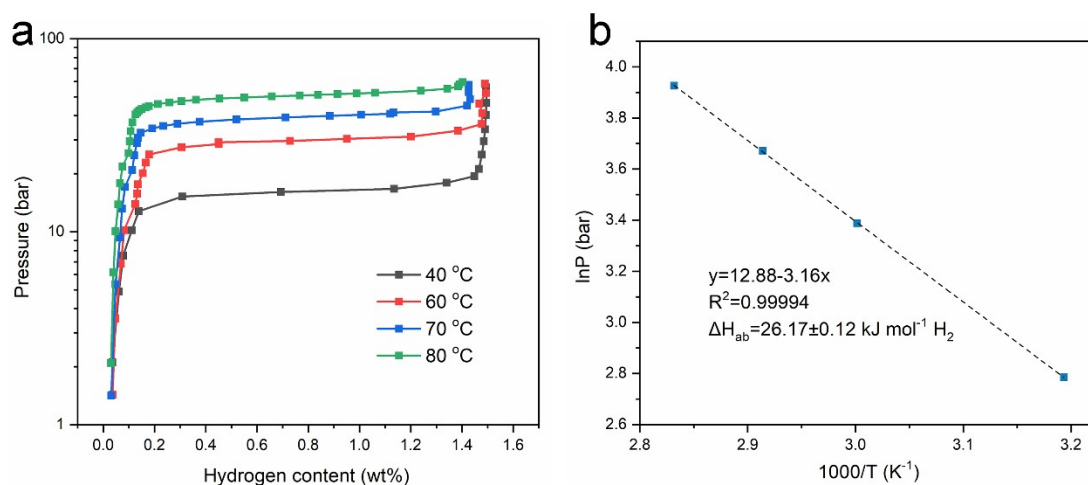 a
100
10
1
Pressure (bar)
0.0 0.2 0.4 0.6 0.8 1.0 1.2 1.4 1.6
Hydrogen content (wt%)
40 °C
60 °C
70 °C
80 °C
b
4.0
3.8
3.6
3.4
3.2
3.0
2.8
2.6
lnP (bar)
y=12.88-3.16x
R²=0.99994
ΔHab=26.17±0.12 kJ mol⁻¹ H₂
2.8 2.9 3.0 3.1 3.2
1000/T (K⁻¹)